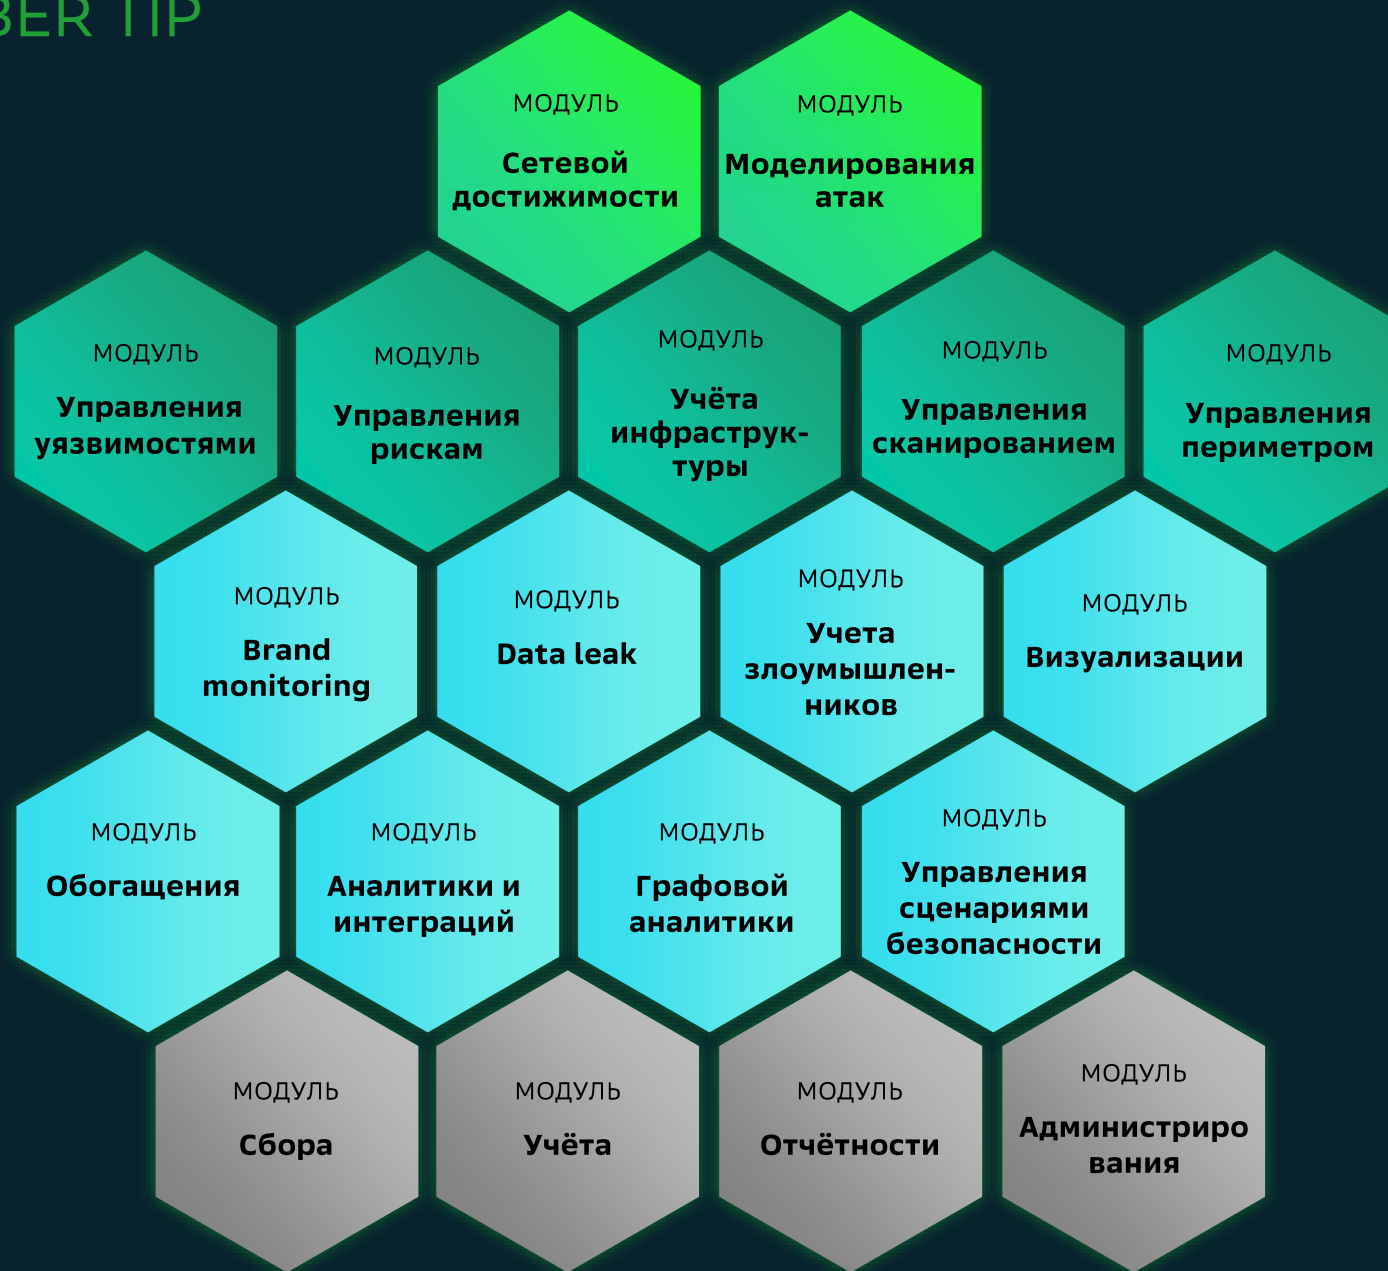 BER TIP
МОДУЛЬ
Сетевой
достижимости
МОДУЛЬ
Моделирования
атак
МОДУЛЬ
Управления
уязвимостями
МОДУЛЬ
Управления
рискам
МОДУЛЬ
Учёта
инфраструк-
туры
МОДУЛЬ
Управления
сканированием
МОДУЛЬ
Управления
периметром
МОДУЛЬ
Brand
monitoring
МОДУЛЬ
Data leak
МОДУЛЬ
Учета
злоумышлен-
ников
МОДУЛЬ
Визуализации
МОДУЛЬ
Обогащения
МОДУЛЬ
Аналитики и
интеграций
МОДУЛЬ
Графовой
аналитики
МОДУЛЬ
Управления
сценариями
безопасности
МОДУЛЬ
Сбора
МОДУЛЬ
Учёта
МОДУЛЬ
Отчётности
МОДУЛЬ
Администриро
вания